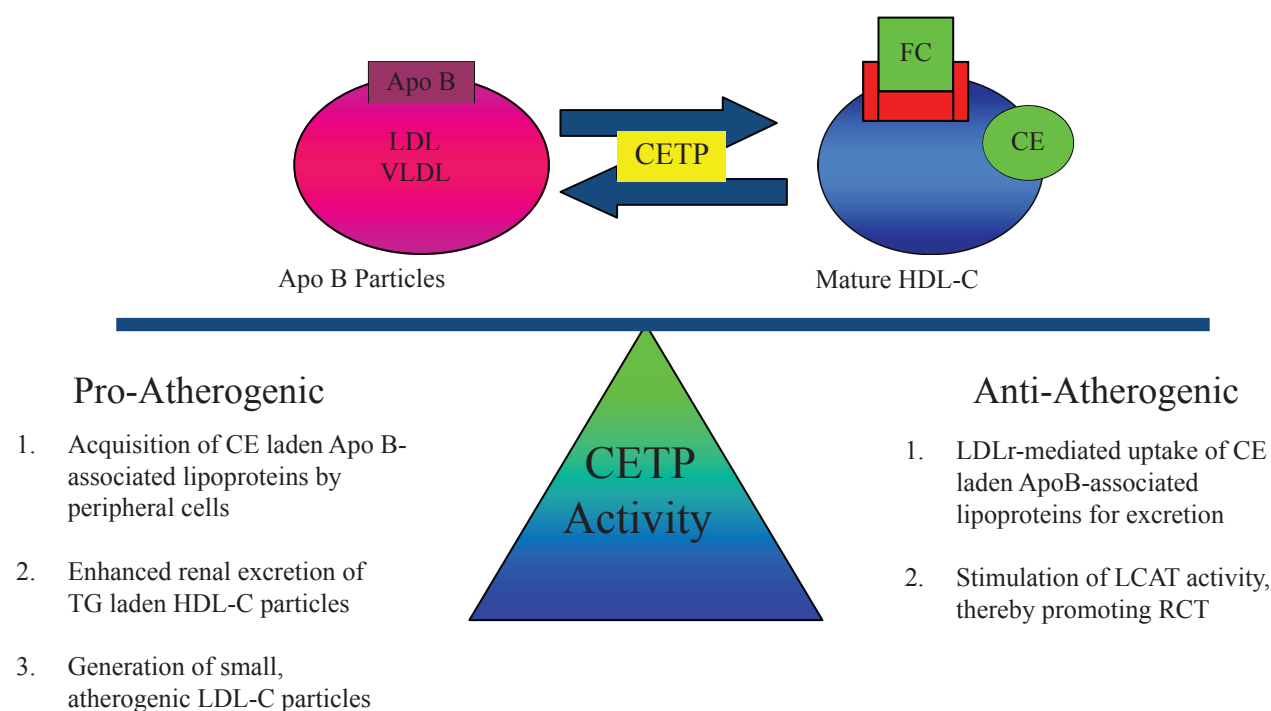 Apo B
LDL
VLDL
CETP
FC
CE
Apo B Particles
Mature HDL-C
Pro-Atherogenic
1. Acquisition of CE laden Apo B-
associated lipoproteins by
peripheral cells
2. Enhanced renal excretion of
TG laden HDL-C particles
3. Generation of small,
atherogenic LDL-C particles
CETP
Activity
Anti-Atherogenic
1. LDLr-mediated uptake of CE
laden ApoB-associated
lipoproteins for excretion
2. Stimulation of LCAT activity,
thereby promoting RCT